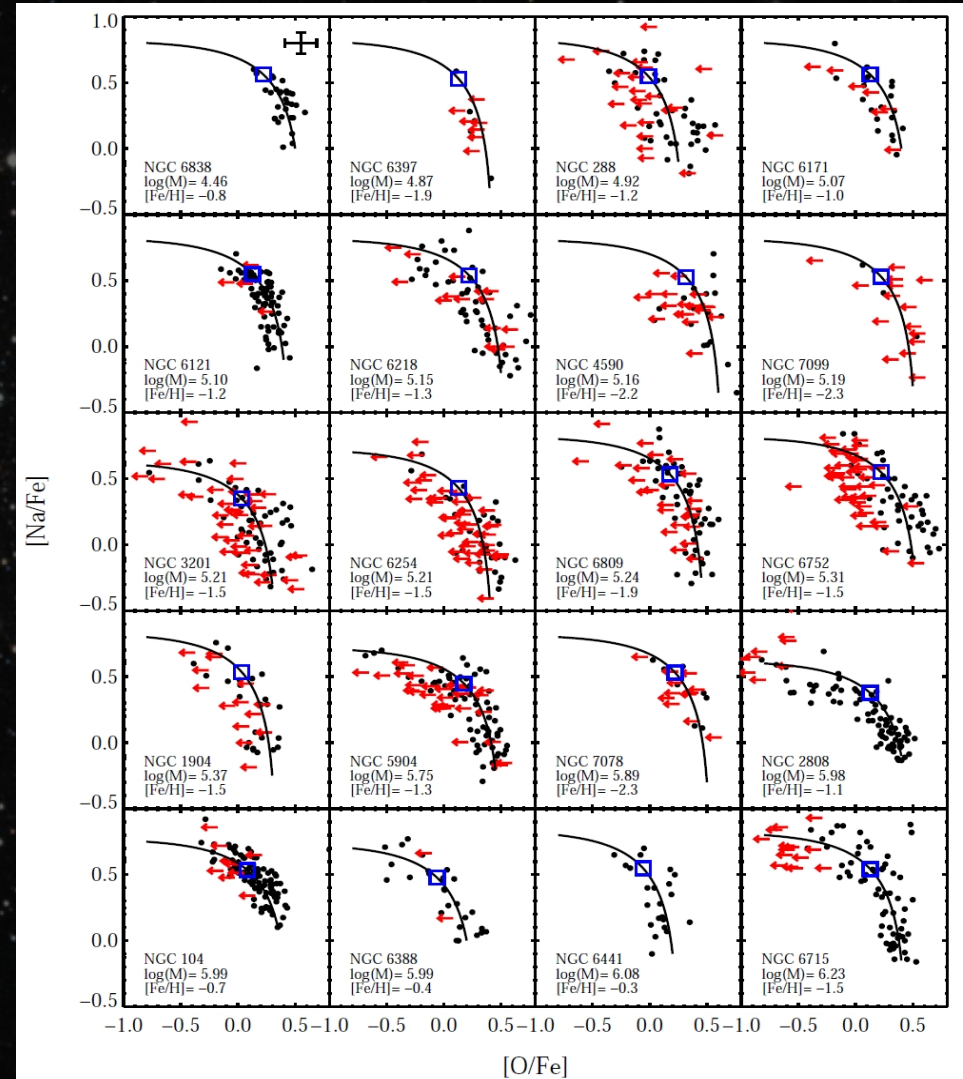 1.0
NGC 6838
log(M)= 4.46
[Fe/H]= −0.8
NGC 6397
log(M)= 4.87
[Fe/H]= −1.9
NGC 288
log(M)= 4.92
[Fe/H]= −1.2
NGC 6171
log(M)= 5.07
[Fe/H]= −1.0
0.5
0.0
−0.5
NGC 6121
log(M)= 5.10
[Fe/H]= −1.2
NGC 6218
log(M)= 5.15
[Fe/H]= −1.3
NGC 4590
log(M)= 5.16
[Fe/H]= −2.2
NGC 7099
log(M)= 5.19
[Fe/H]= −2.3
0.5
0.0
−0.5
[Na/Fe]
NGC 3201
log(M)= 5.21
[Fe/H]= −1.5
NGC 6254
log(M)= 5.21
[Fe/H]= −1.5
NGC 6809
log(M)= 5.24
[Fe/H]= −1.9
NGC 6752
log(M)= 5.31
[Fe/H]= −1.5
0.5
0.0
−0.5
NGC 1904
log(M)= 5.37
[Fe/H]= −1.5
NGC 5904
log(M)= 5.75
[Fe/H]= −1.3
NGC 7078
log(M)= 5.89
[Fe/H]= −2.3
NGC 2808
log(M)= 5.98
[Fe/H]= −1.1
0.5
0.0
−0.5
NGC 104
log(M)= 5.99
[Fe/H]= −0.7
NGC 6388
log(M)= 5.99
[Fe/H]= −0.4
NGC 6441
log(M)= 6.08
[Fe/H]= −0.3
NGC 6715
log(M)= 6.23
[Fe/H]= −1.5
0.5
0.0
−0.5
−1.0 −0.5 0.0 0.5−1.0 −0.5 0.0 0.5−1.0 −0.5 0.0 0.5−1.0 −0.5 0.0 0.5
[O/Fe]